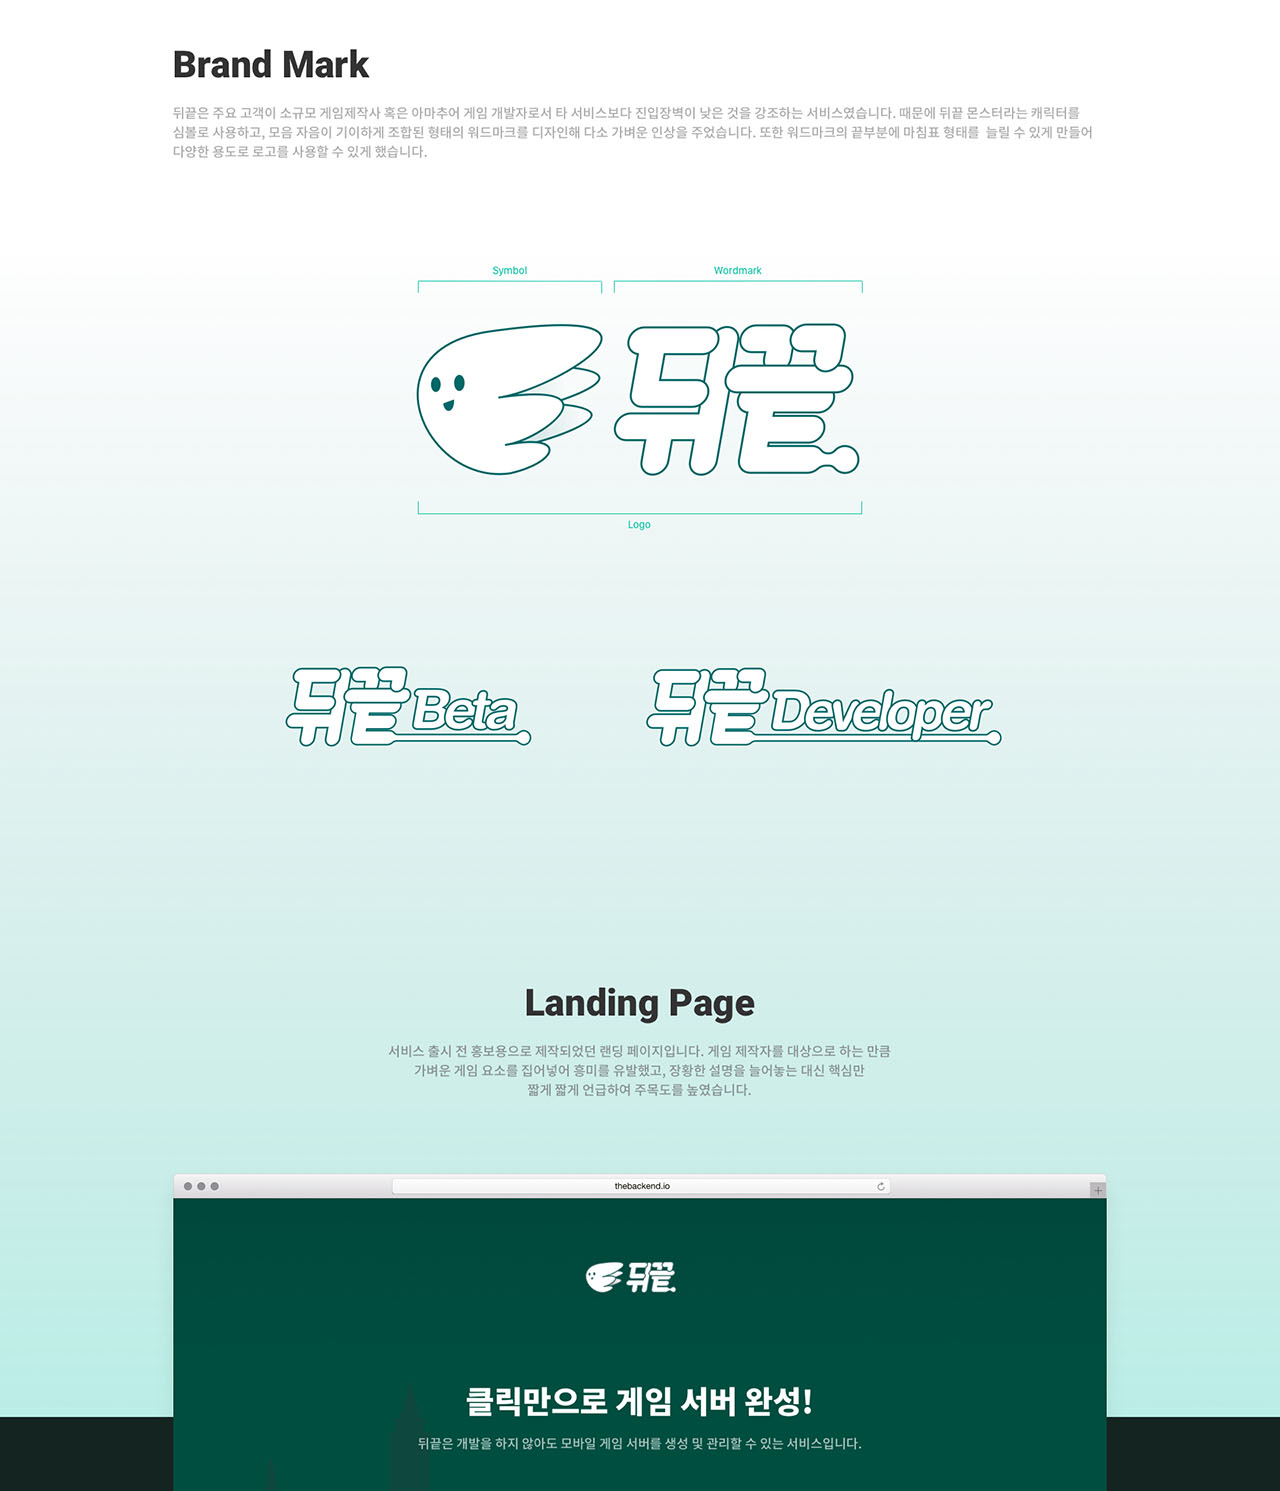 Brand Mark
뒤끝은 주요 고객이 소규모 게임제작사 혹은 아마추어 게임 개발자로서 타 서비스보다 진입장벽이 낮은 것을 강조하는 서비스였습니다. 때문에 뒤끝 몬스터라는 캐릭터를
심볼로 사용하고, 모음 자음이 기이하게 조합된 형태의 워드마크를 디자인해 다소 가벼운 인상을 주었습니다. 또한 워드마크의 끝부분에 마침표 형태를 늘릴 수 있게 만들어
다양한 용도로 로고를 사용할 수 있게 했습니다.
Symbol Wordmark
뒤끝.
Logo
뒤끝Beta 뒤끝Developer
Landing Page
서비스 출시 전 홍보용으로 제작되었던 랜딩 페이지입니다. 게임 제작자를 대상으로 하는 만큼
가벼운 게임 요소를 집어넣어 흥미를 유발했고, 장황한 설명을 늘어놓는 대신 핵심만
짧게 짧게 언급하여 주목도를 높였습니다.
thebackend.io
뒤끝.
클릭만으로 게임 서버 완성!
뒤끝은 개발을 하지 않아도 모바일 게임 서버를 생성 및 관리할 수 있는 서비스입니다.